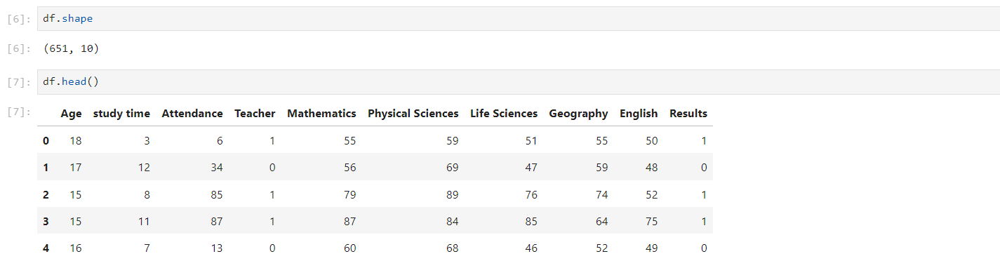 [6]: df.shape
[6]: (651, 10)
[7]: df.head()
[7]: Age study time Attendance Teacher Mathematics Physical Sciences Life Sciences Geography English Results
0 18 3 6 1 55 59 51 55 50 1
1 17 12 34 0 56 69 47 59 48 0
2 15 8 85 1 79 89 76 74 52 1
3 15 11 87 1 87 84 85 64 75 1
4 16 7 13 0 60 68 46 52 49 0